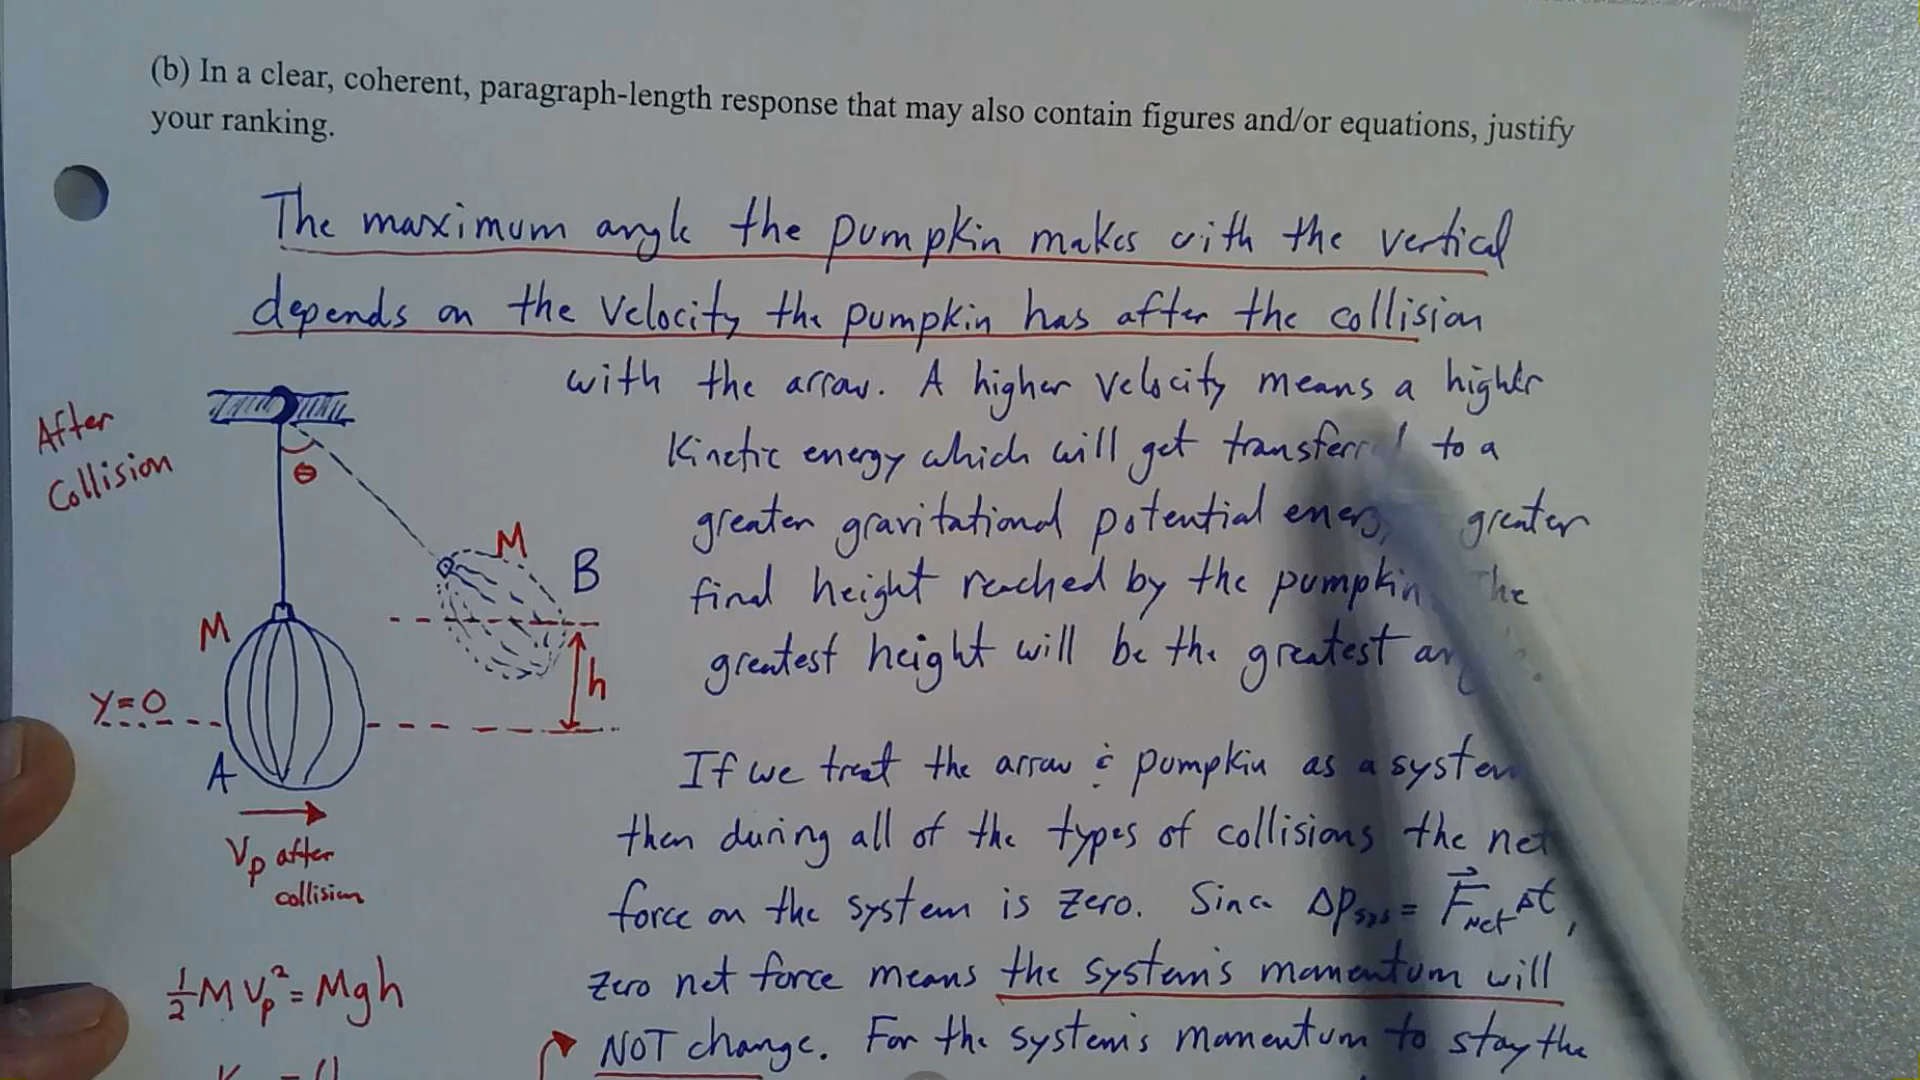 (b) In a clear, coherent, paragraph-length response that may also contain figures and/or equations, justify
your ranking.
The maximum angle the pumpkin makes with the vertical
depends on the velocity the pumpkin has after the collision
with the arrow. A higher velocity means a higher
Kinetic energy which will get to a
greater gravitational potential greater
final height reached by the pumpkin. The
greatest height will be the greatest
If we treat the arrow & pumpkin as a system
then during all of the types of collisions the net
force on the system is zero. Since Δp_sys = F⃗_Net Δt,
zero net force means the system's momentum will
NOT change. For the system's momentum to stay the
After
Collision
θ
M
B
M
h
y=0
A
Vp after
collision
½MVp² = Mgh